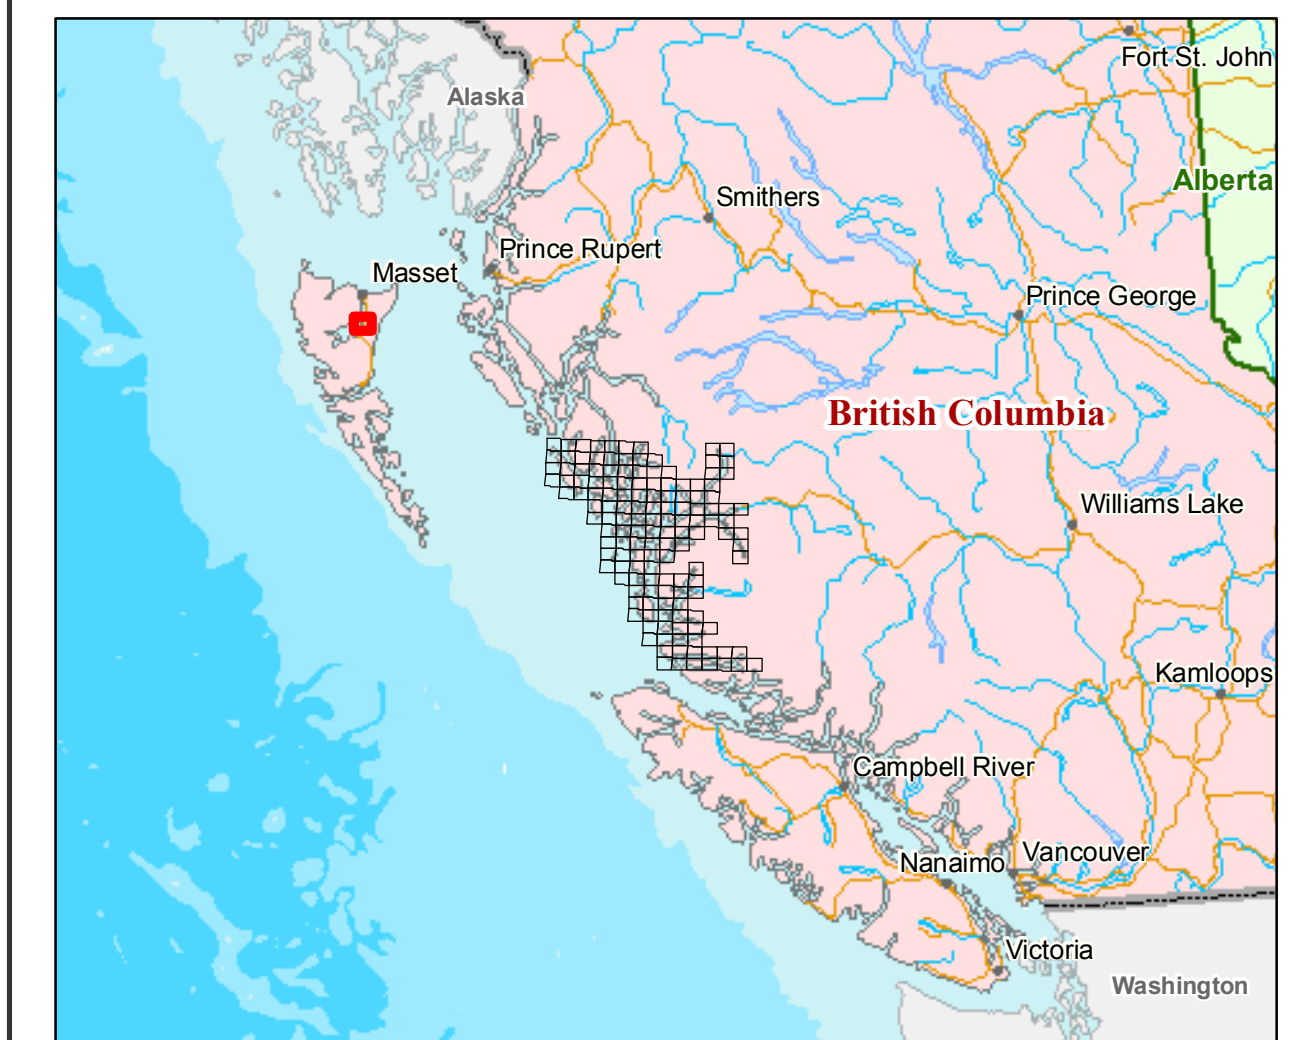 Fort St. John
Alaska
Alberta
Smithers
Prince Rupert
Masset
Prince George
British Columbia
Williams Lake
Kamloops
Campbell River
Vancouver
Nanaimo
Victoria
Washington